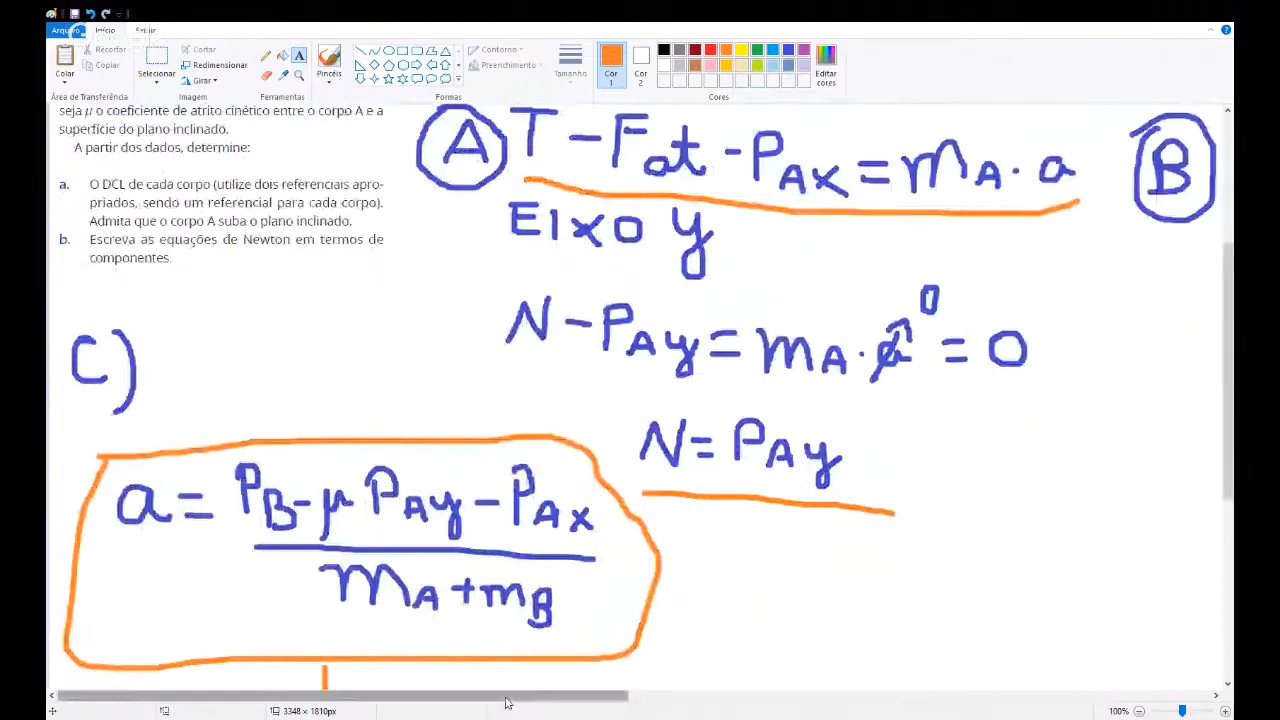 Arquivo Início Exibir
Colar
Recortar
Copiar
Área de Transferência
Selecionar
Cortar
Redimensionar
Girar
Imagem
A
Ferramentas
Pincéis
Contorno
Preenchimento
Formas
Tamanho
Cor 1
Cor 2
Editar cores
Cores
seja μ o coeficiente de atrito cinético entre o corpo A e a
superfície do plano inclinado.
A partir dos dados, determine:
a. O DCL de cada corpo (utilize dois referenciais apro-
priados, sendo um referencial para cada corpo).
Admita que o corpo A suba o plano inclinado.
b. Escreva as equações de Newton em termos de
componentes.
A T - Fat - PAx = mA · a
B
EIXO y
N - PAy = mA · a 0 = 0
N = PAy
C)
a = PB - μ PAy - PAx
mA + mB
3348 × 1810px
100%